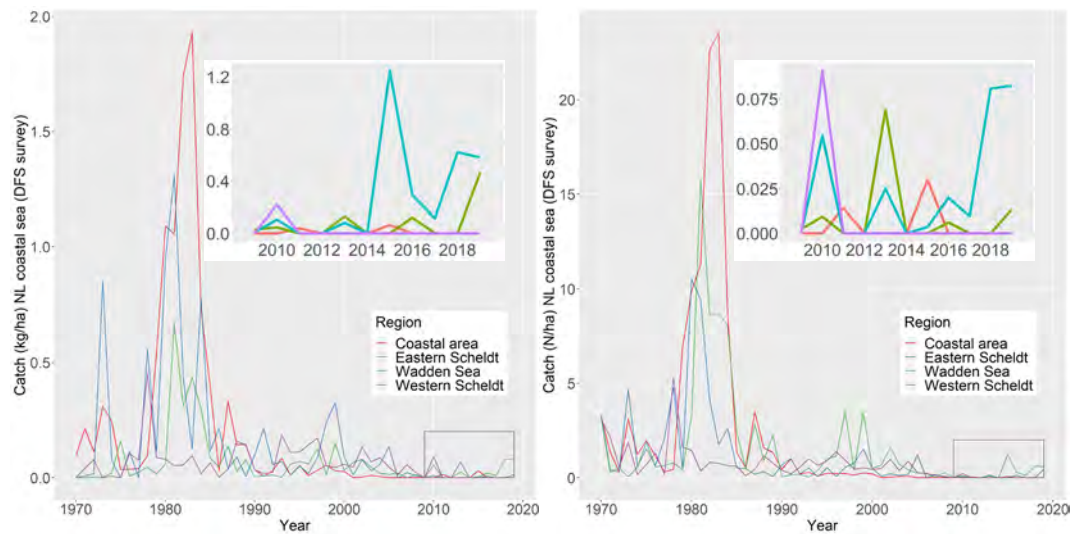 Catch (kg/ha) NL coastal sea (DFS survey)
2.0
1.5
1.0
0.5
0.0
1.2
0.8
0.4
0.0
2010 2012 2014 2016 2018
Region
Coastal area
Eastern Scheldt
Wadden Sea
Western Scheldt
1970 1980 1990 2000 2010 2020
Year
Catch (N/ha) NL coastal sea (DFS survey)
20
15
10
5
0
0.075
0.050
0.025
0.000
2010 2012 2014 2016 2018
Region
Coastal area
Eastern Scheldt
Wadden Sea
Western Scheldt
1970 1980 1990 2000 2010 2020
Year